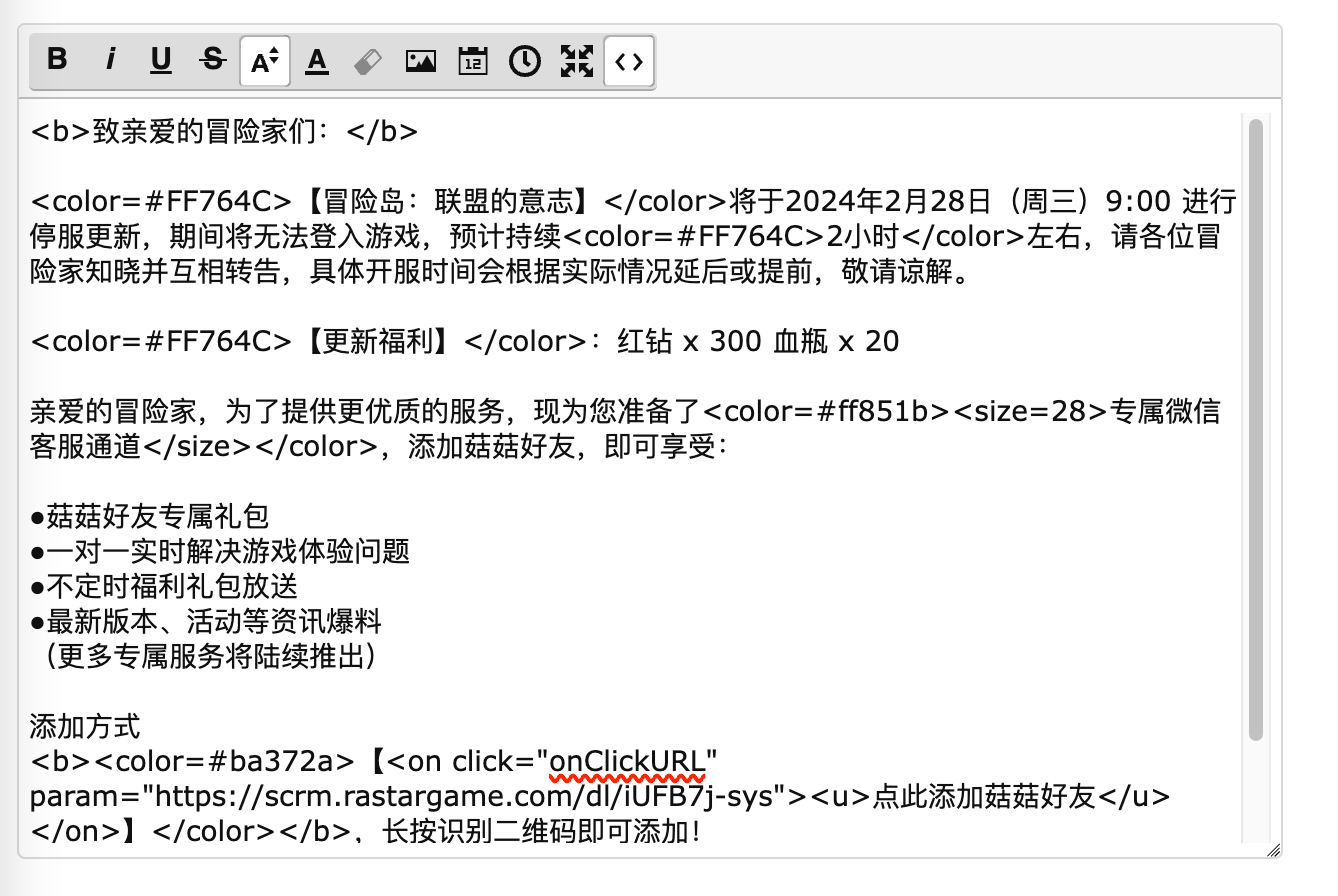 B i U S A A 12 <>
<b>致亲爱的冒险家们：</b>
<color=#FF764C>【冒险岛：联盟的意志】</color>将于2024年2月28日（周三）9:00 进行
停服更新，期间将无法登入游戏，预计持续<color=#FF764C>2小时</color>左右，请各位冒
险家知晓并互相转告，具体开服时间会根据实际情况延后或提前，敬请谅解。
<color=#FF764C>【更新福利】</color>：红钻 x 300 血瓶 x 20
亲爱的冒险家，为了提供更优质的服务，现为您准备了<color=#ff851b><size=28>专属微信
客服通道</size></color>，添加菇菇好友，即可享受：
●菇菇好友专属礼包
●一对一实时解决游戏体验问题
●不定时福利礼包放送
●最新版本、活动等资讯爆料
（更多专属服务将陆续推出）
添加方式
<b><color=#ba372a>【<on click="onClickURL"
param="https://scrm.rastargame.com/dl/iUFB7j-sys"><u>点此添加菇菇好友</u>
</on>】</color></b>，长按识别二维码即可添加！